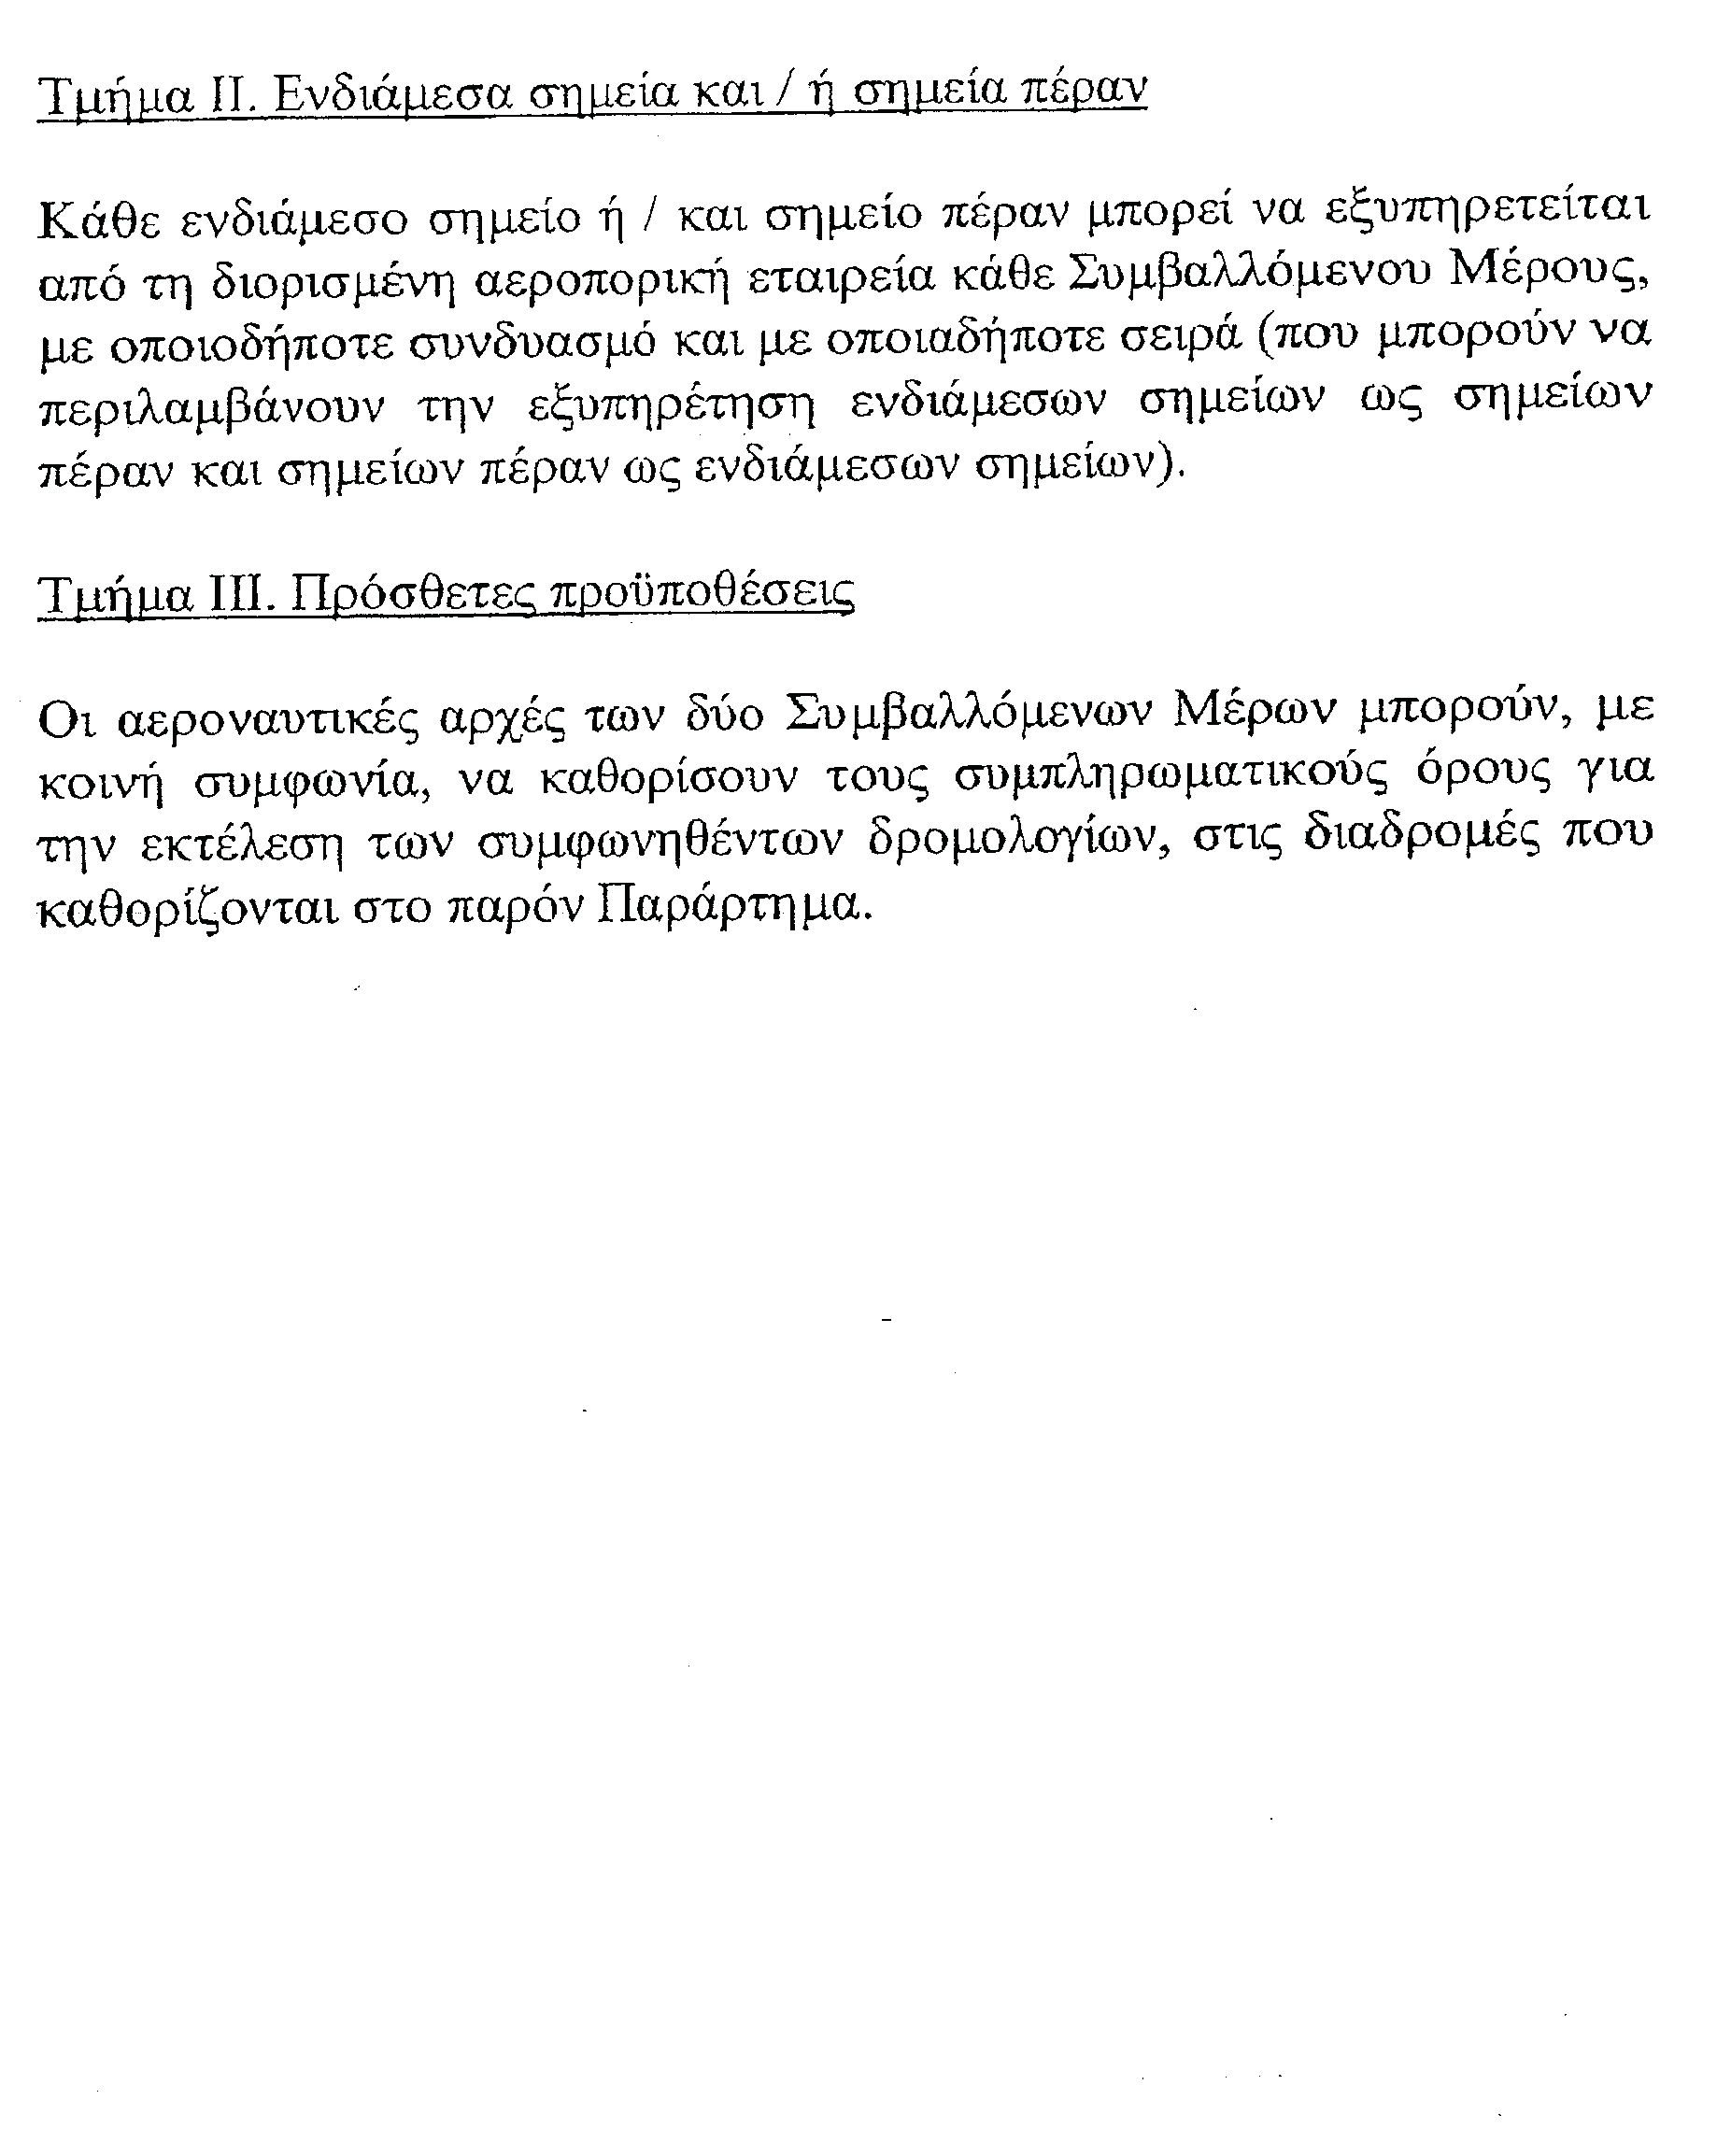 Τμήμα ΙΙ. Ενδιάμεσα σημεία και / ή σημεία πέραν
Κάθε ενδιάμεσο σημείο ή / και σημείο πέραν μπορεί να εξυπηρετείται
από τη διορισμένη αεροπορική εταιρεία κάθε Συμβαλλόμενου Μέρους,
με οποιοδήποτε συνδυασμό και με οποιαδήποτε σειρά (που μπορούν να
περιλαμβάνουν την εξυπηρέτηση ενδιάμεσων σημείων ως σημείων
πέραν και σημείων πέραν ως ενδιάμεσων σημείων).
Τμήμα ΙΙΙ. Πρόσθετες προϋποθέσεις
Οι αεροναυτικές αρχές των δύο Συμβαλλόμενων Μέρων μπορούν, με
κοινή συμφωνία, να καθορίσουν τους συμπληρωματικούς όρους για
την εκτέλεση των συμφωνηθέντων δρομολογίων, στις διαδρομές που
καθορίζονται στο παρόν Παράρτημα.